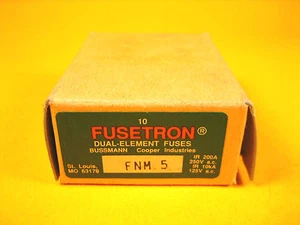 10
FUSETRON®
DUAL-ELEMENT FUSES
BUSSMANN Cooper Industries
St. Louis,
MO 63178
FNM 5
IR 200A
250V a.c.
IR 10kA
125V a.c.